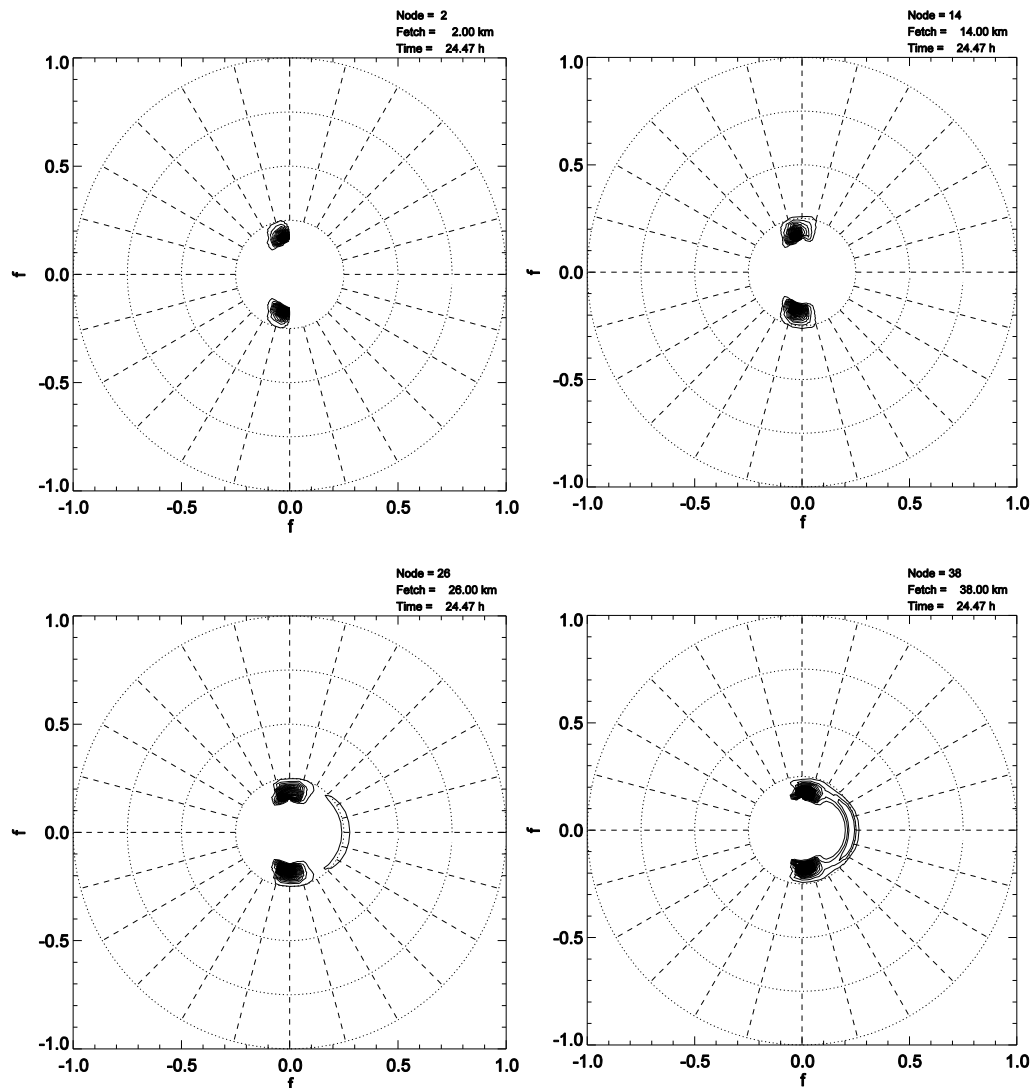 Node = 2
Fetch = 2.00 km
Time = 24.47 h
1.0
0.5
0.0
-0.5
-1.0
f
-1.0 -0.5 0.0 0.5 1.0
f
Node = 14
Fetch = 14.00 km
Time = 24.47 h
1.0
0.5
0.0
-0.5
-1.0
f
-1.0 -0.5 0.0 0.5 1.0
f
Node = 26
Fetch = 26.00 km
Time = 24.47 h
1.0
0.5
0.0
-0.5
-1.0
f
-1.0 -0.5 0.0 0.5 1.0
f
Node = 38
Fetch = 38.00 km
Time = 24.47 h
1.0
0.5
0.0
-0.5
-1.0
f
-1.0 -0.5 0.0 0.5 1.0
f